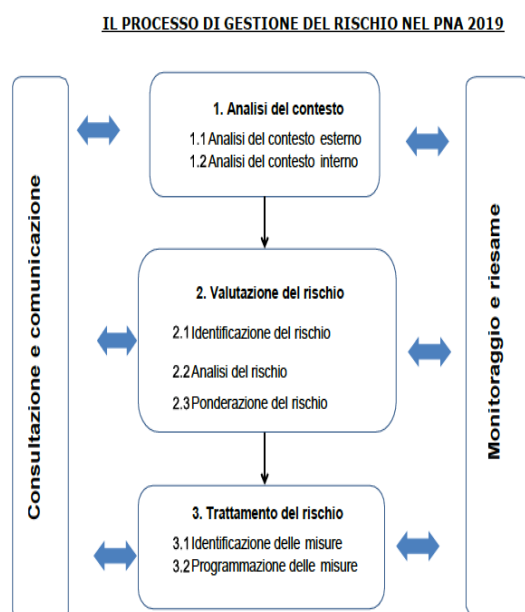 IL PROCESSO DI GESTIONE DEL RISCHIO NEL PNA 2019
Consultazione e comunicazione
1. Analisi del contesto
1.1 Analisi del contesto esterno
1.2 Analisi del contesto interno
2. Valutazione del rischio
2.1 Identificazione del rischio
2.2 Analisi del rischio
2.3 Ponderazione del rischio
3. Trattamento del rischio
3.1 Identificazione delle misure
3.2 Programmazione delle misure
Monitoraggio e riesame